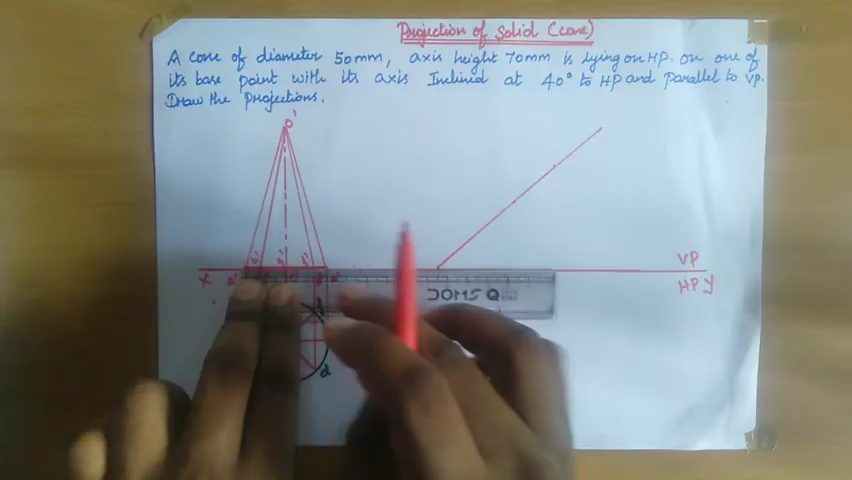 Projection of Solid (cone)
A cone of diameter 50mm, axis height 70mm is lying on HP. on one of
its base point with its axis Inclined at 40° to HP and parallel to VP.
Draw the projections.
o'
VP
X
HP y
DOMS Q
d